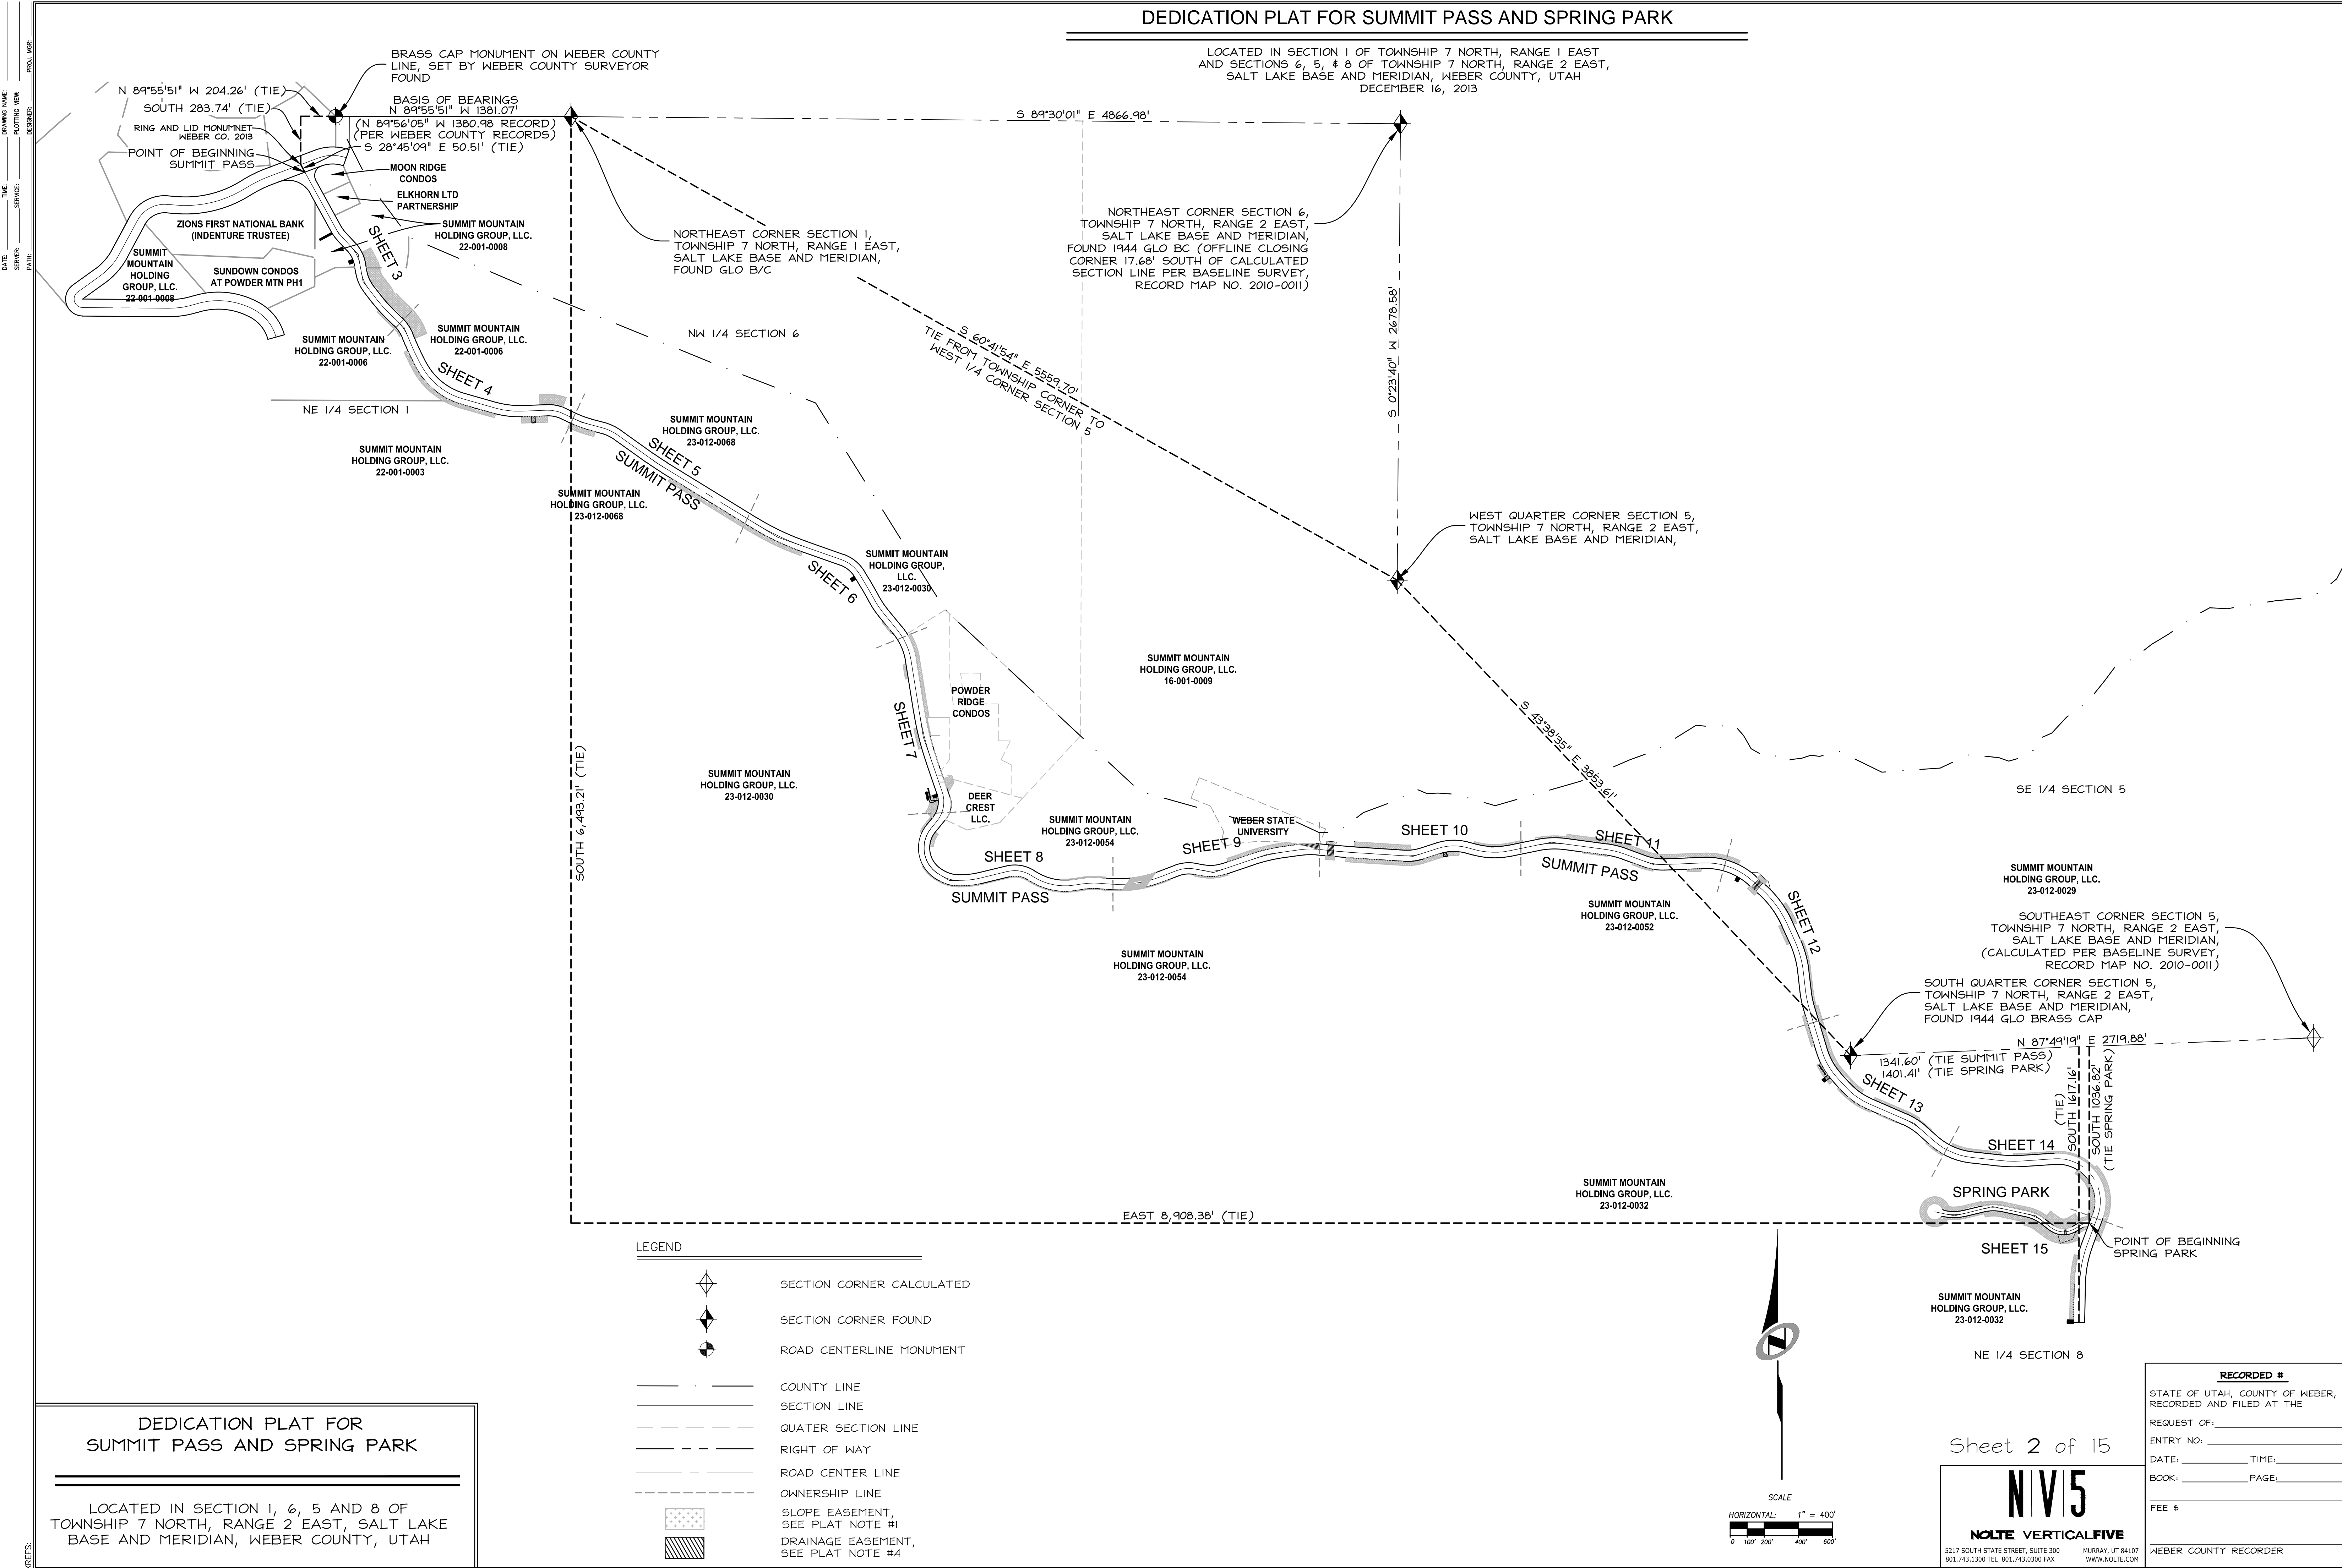 DEDICATION PLAT FOR SUMMIT PASS AND SPRING PARK
LOCATED IN SECTION 1 OF TOWNSHIP 7 NORTH, RANGE 1 EAST
AND SECTIONS 6, 5, & 8 OF TOWNSHIP 7 NORTH, RANGE 2 EAST,
SALT LAKE BASE AND MERIDIAN, WEBER COUNTY, UTAH
DECEMBER 16, 2013
DATE:
TIME:
DRAWING NAME:
SERVER:
SERVICE:
PLOTTING VIEW:
PATH:
DESIGNER:
PROJ. MGR:
BRASS CAP MONUMENT ON WEBER COUNTY
LINE, SET BY WEBER COUNTY SURVEYOR
FOUND
N 89°55'51" W 204.26' (TIE)
SOUTH 283.74' (TIE)
RING AND LID MONUMNET
WEBER CO. 2013
POINT OF BEGINNING
SUMMIT PASS
BASIS OF BEARINGS
N 89°55'51" W 1381.07'
(N 89°56'05" W 1380.98 RECORD)
(PER WEBER COUNTY RECORDS)
S 28°45'09" E 50.51' (TIE)
MOON RIDGE
CONDOS
ELKHORN LTD
PARTNERSHIP
SUMMIT MOUNTAIN
HOLDING GROUP, LLC.
22-001-0008
ZIONS FIRST NATIONAL BANK
(INDENTURE TRUSTEE)
SUMMIT
MOUNTAIN
HOLDING
GROUP, LLC.
22-001-0008
SUNDOWN CONDOS
AT POWDER MTN PH1
SHEET 3
SUMMIT MOUNTAIN
HOLDING GROUP, LLC.
22-001-0006
SUMMIT MOUNTAIN
HOLDING GROUP, LLC.
22-001-0006
SHEET 4
NE 1/4 SECTION 1
SUMMIT MOUNTAIN
HOLDING GROUP, LLC.
22-001-0003
S 89°30'01" E 4866.98'
NORTHEAST CORNER SECTION 1,
TOWNSHIP 7 NORTH, RANGE 1 EAST,
SALT LAKE BASE AND MERIDIAN,
FOUND GLO B/C
NORTHEAST CORNER SECTION 6,
TOWNSHIP 7 NORTH, RANGE 2 EAST,
SALT LAKE BASE AND MERIDIAN,
FOUND 1944 GLO BC (OFFLINE CLOSING
CORNER 17.68' SOUTH OF CALCULATED
SECTION LINE PER BASELINE SURVEY,
RECORD MAP NO. 2010-0011)
S 0°23'40" W 2678.58'
NW 1/4 SECTION 6
S 60°41'54" E 5559.70'
TIE FROM TOWNSHIP CORNER TO
WEST 1/4 CORNER SECTION 5
SUMMIT MOUNTAIN
HOLDING GROUP, LLC.
23-012-0068
SHEET 5
SUMMIT PASS
SUMMIT MOUNTAIN
HOLDING GROUP, LLC.
23-012-0068
WEST QUARTER CORNER SECTION 5,
TOWNSHIP 7 NORTH, RANGE 2 EAST,
SALT LAKE BASE AND MERIDIAN,
SUMMIT MOUNTAIN
HOLDING GROUP,
LLC.
23-012-0030
SHEET 6
SUMMIT MOUNTAIN
HOLDING GROUP, LLC.
16-001-0009
POWDER
RIDGE
CONDOS
SHEET 7
SOUTH 6,493.21' (TIE)
SUMMIT MOUNTAIN
HOLDING GROUP, LLC.
23-012-0030
DEER
CREST
LLC.
S 43°38'35" E 3853.61'
SE 1/4 SECTION 5
SUMMIT MOUNTAIN
HOLDING GROUP, LLC.
23-012-0054
WEBER STATE
UNIVERSITY
SHEET 8
SUMMIT PASS
SHEET 9
SHEET 10
SHEET 11
SUMMIT PASS
SUMMIT MOUNTAIN
HOLDING GROUP, LLC.
23-012-0029
SUMMIT MOUNTAIN
HOLDING GROUP, LLC.
23-012-0052
SHEET 12
SUMMIT MOUNTAIN
HOLDING GROUP, LLC.
23-012-0054
SOUTHEAST CORNER SECTION 5,
TOWNSHIP 7 NORTH, RANGE 2 EAST,
SALT LAKE BASE AND MERIDIAN,
(CALCULATED PER BASELINE SURVEY,
RECORD MAP NO. 2010-0011)
SOUTH QUARTER CORNER SECTION 5,
TOWNSHIP 7 NORTH, RANGE 2 EAST,
SALT LAKE BASE AND MERIDIAN,
FOUND 1944 GLO BRASS CAP
N 87°49'19" E 2719.88'
1341.60' (TIE SUMMIT PASS)
1401.41' (TIE SPRING PARK)
(TIE)
SOUTH 1617.16'
SOUTH 1036.82'
(TIE SPRING PARK)
SHEET 13
SHEET 14
SPRING PARK
SHEET 15
POINT OF BEGINNING
SPRING PARK
SUMMIT MOUNTAIN
HOLDING GROUP, LLC.
23-012-0032
EAST 8,908.38' (TIE)
SUMMIT MOUNTAIN
HOLDING GROUP, LLC.
23-012-0032
NE 1/4 SECTION 8
LEGEND
SECTION CORNER CALCULATED
SECTION CORNER FOUND
ROAD CENTERLINE MONUMENT
COUNTY LINE
SECTION LINE
QUATER SECTION LINE
RIGHT OF WAY
ROAD CENTER LINE
OWNERSHIP LINE
SLOPE EASEMENT,
SEE PLAT NOTE #1
DRAINAGE EASEMENT,
SEE PLAT NOTE #4
SCALE
HORIZONTAL: 1" = 400'
0 100' 200' 400' 600'
DEDICATION PLAT FOR
SUMMIT PASS AND SPRING PARK
LOCATED IN SECTION 1, 6, 5 AND 8 OF
TOWNSHIP 7 NORTH, RANGE 2 EAST, SALT LAKE
BASE AND MERIDIAN, WEBER COUNTY, UTAH
XREFS:
Sheet 2 of 15
N|V|5
NOLTE VERTICALFIVE
5217 SOUTH STATE STREET, SUITE 300 MURRAY, UT 84107
801.743.1300 TEL 801.743.0300 FAX WWW.NOLTE.COM
RECORDED #
STATE OF UTAH, COUNTY OF WEBER,
RECORDED AND FILED AT THE
REQUEST OF:
ENTRY NO:
DATE: TIME:
BOOK: PAGE:
FEE $
WEBER COUNTY RECORDER